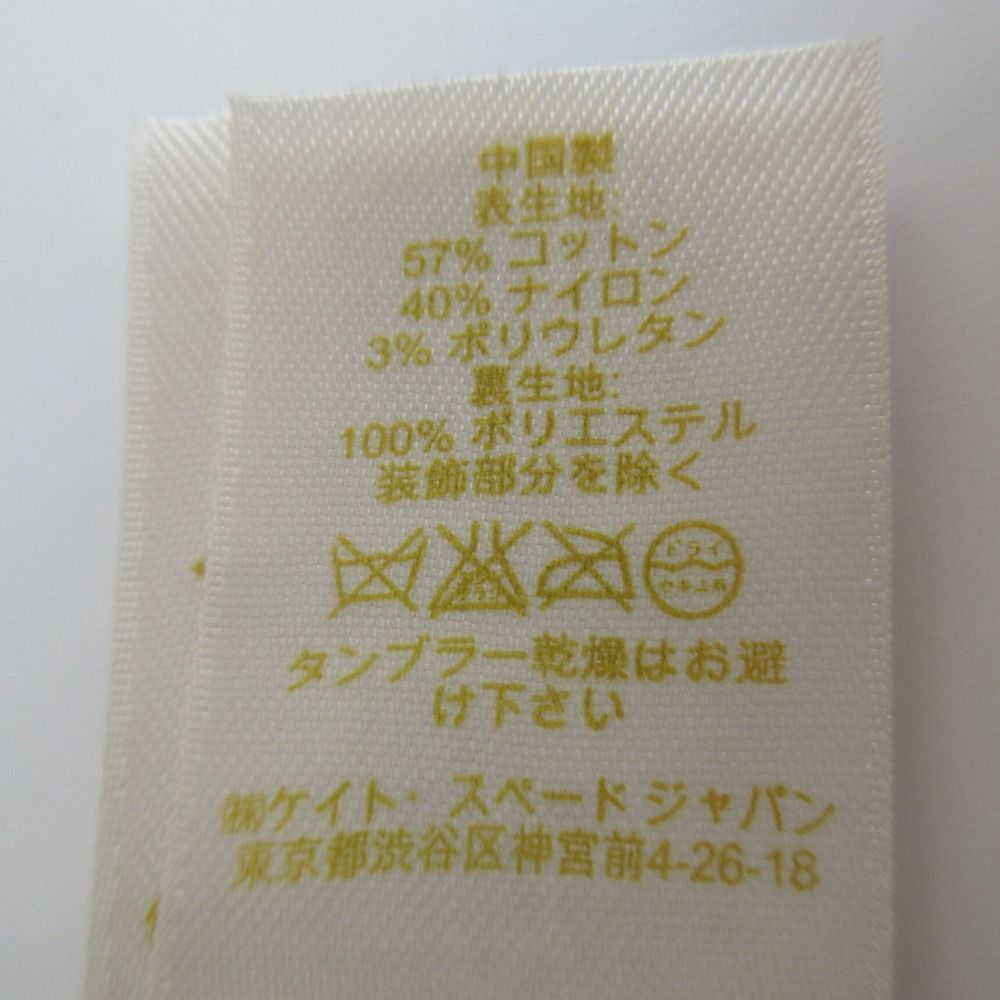 中国製
表生地:
57% コットン
40% ナイロン
3% ポリウレタン
裏生地:
100% ポリエステル
装飾部分を除く
ドライ
タンブラー乾燥はお避
け下さい
㈱ケイト・スペード ジャパン
東京都渋谷区神宮前4-26-18